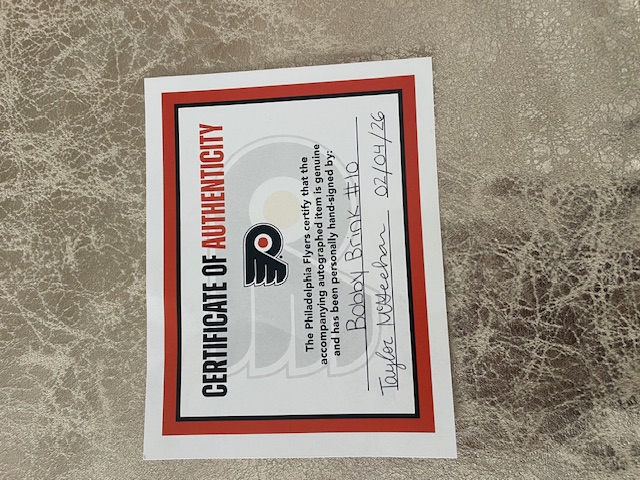 CERTIFICATE OF AUTHENTICITY
The Philadelphia Flyers certify that the
accompanying autographed item is genuine
and has been personally hand-signed by:
Bobby Brink #10
Taylor McMeehan 02/04/26